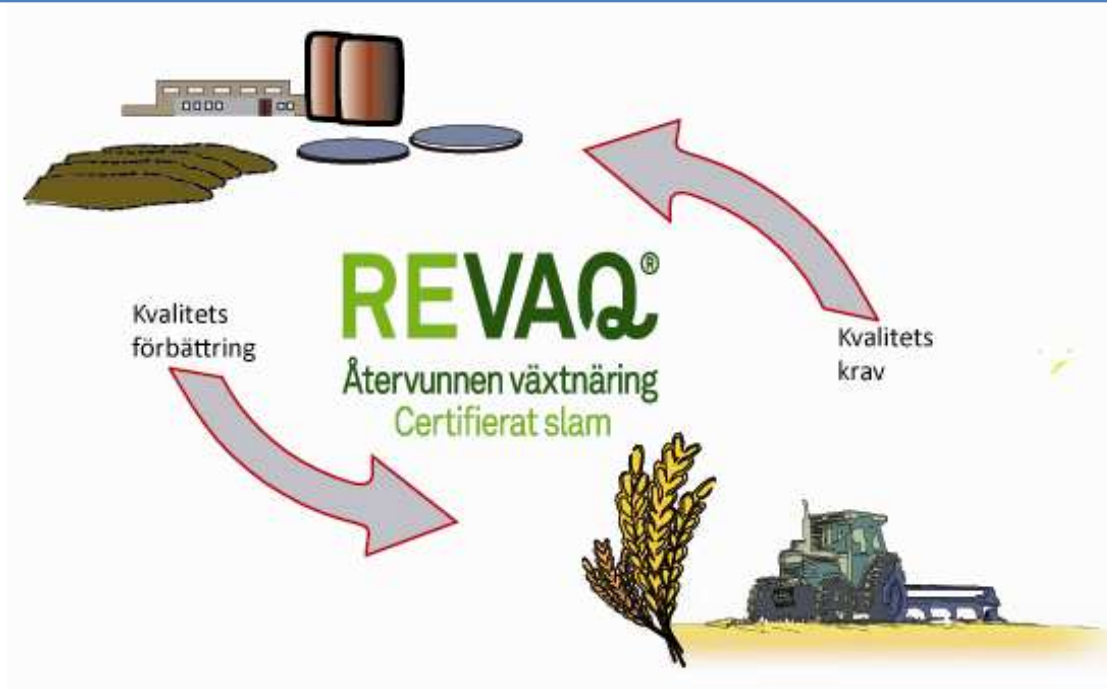 REVAQ®
Kvalitets
förbättring
Kvalitets
krav
Återvunnen växtnäring
Certifierat slam